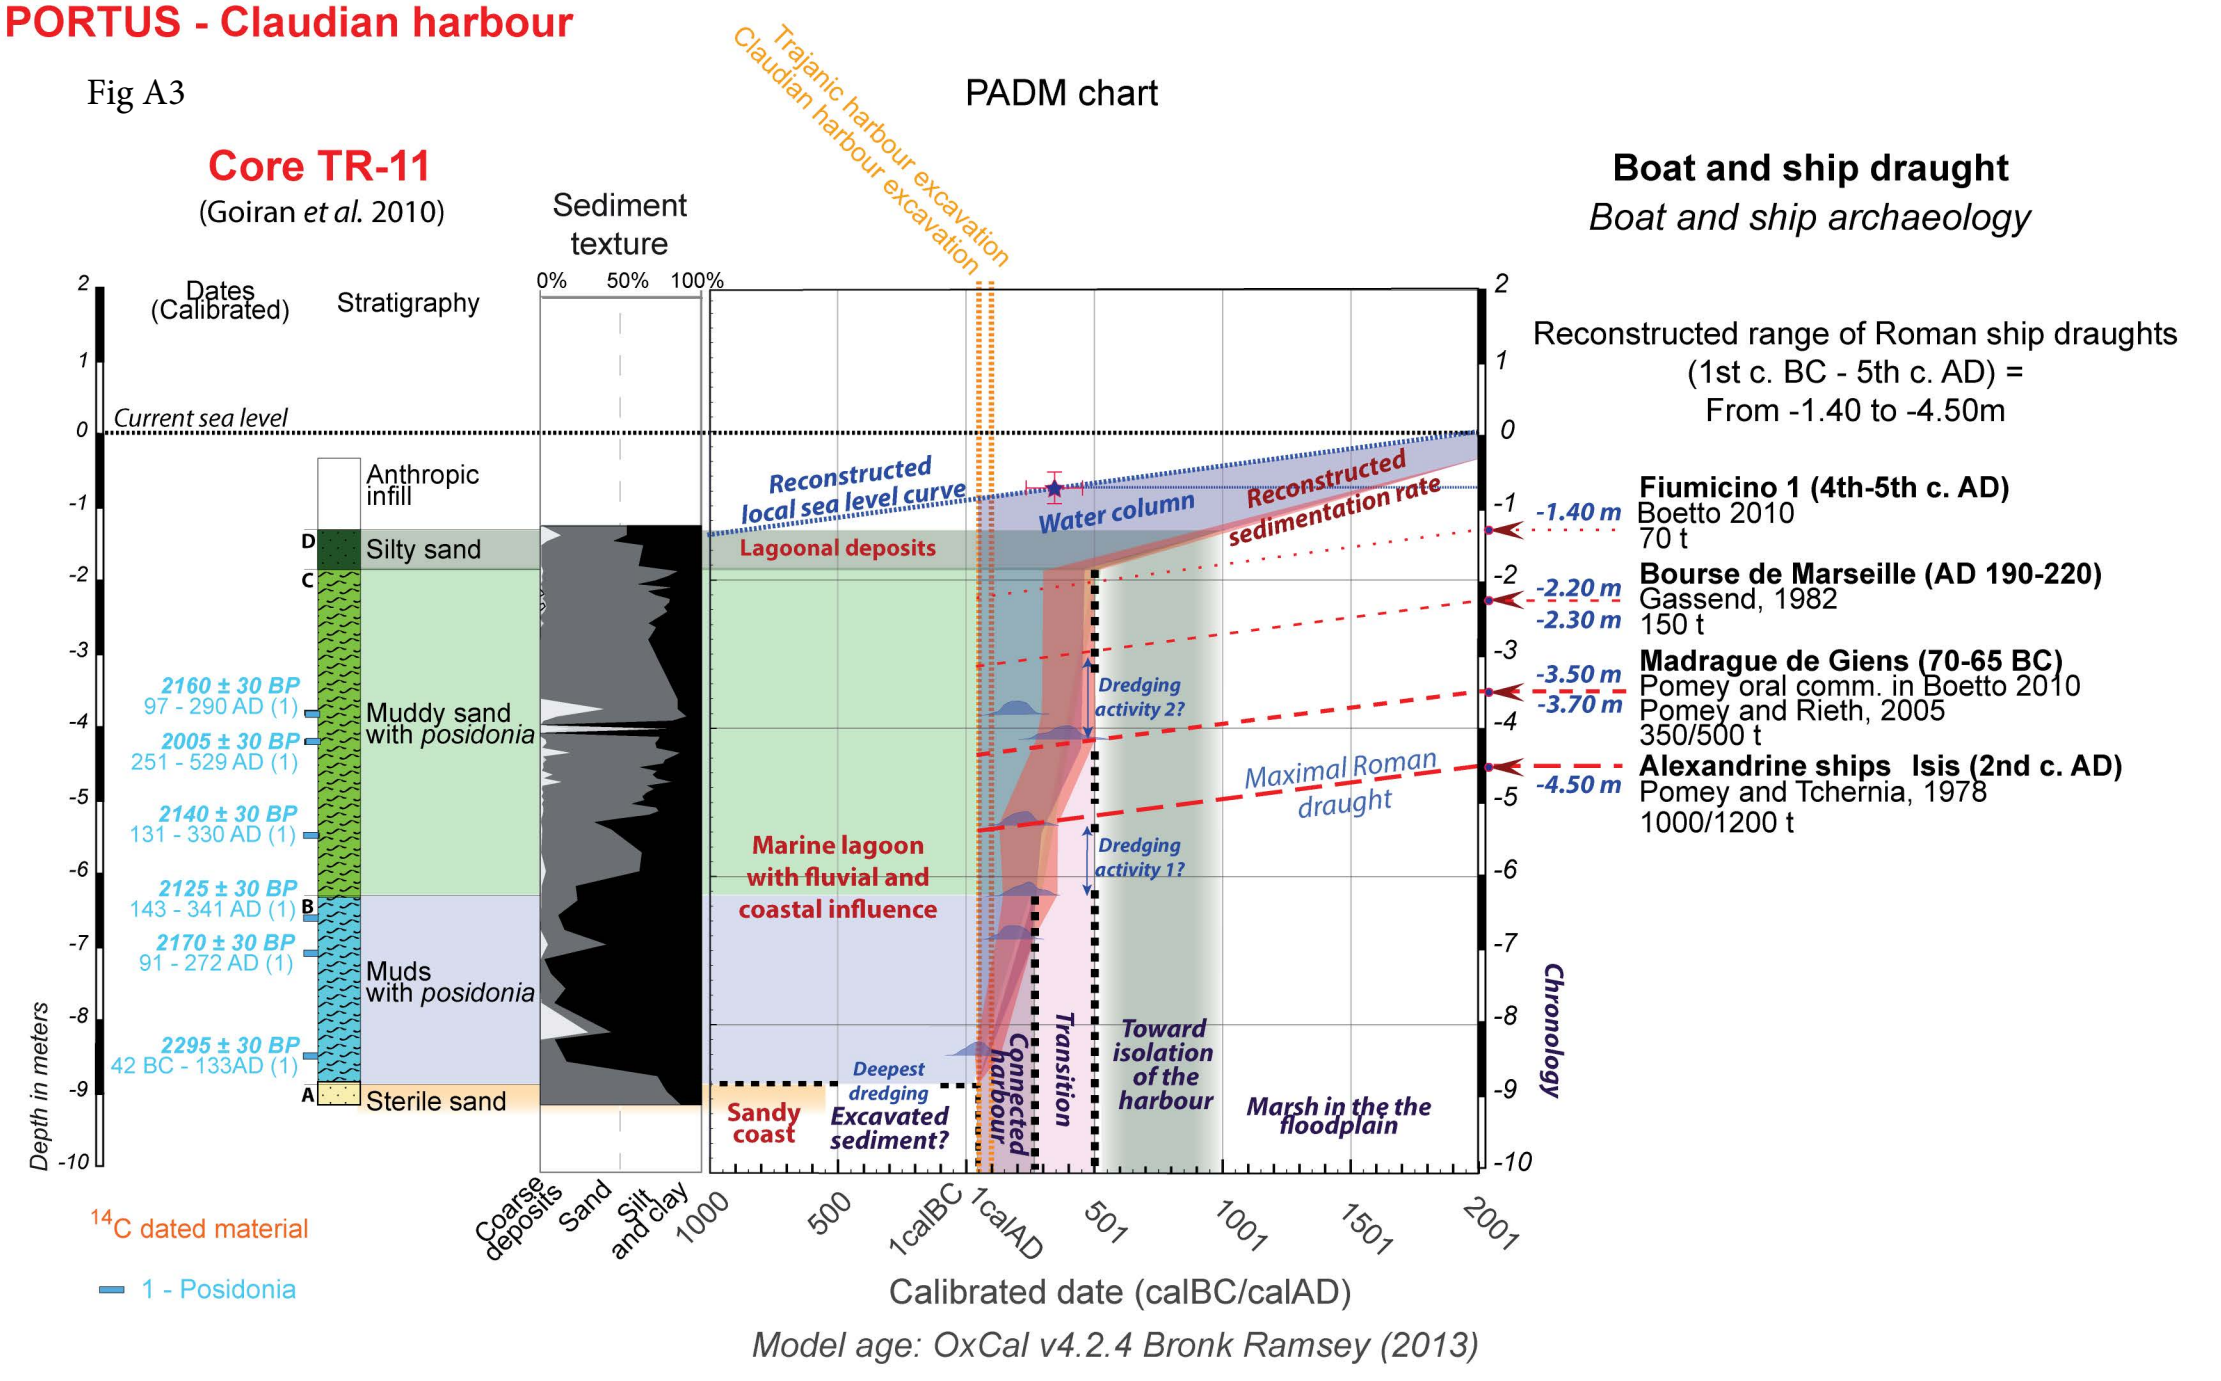 PORTUS - Claudian harbour
Fig A3
PADM chart
Trajanic harbour excavation
Claudian harbour excavation
Core TR-11
(Goiran et al. 2010)
Sediment
texture
0% 50% 100%
Dates
(Calibrated)
Stratigraphy
Boat and ship draught
Boat and ship archaeology
Reconstructed range of Roman ship draughts
(1st c. BC - 5th c. AD) =
From -1.40 to -4.50m
2
1
0
-1
-2
-3
-4
-5
-6
-7
-8
-9
-10
Depth in meters
Current sea level
2160 ± 30 BP
97 - 290 AD (1)
2005 ± 30 BP
251 - 529 AD (1)
2140 ± 30 BP
131 - 330 AD (1)
2125 ± 30 BP
143 - 341 AD (1)
2170 ± 30 BP
91 - 272 AD (1)
2295 ± 30 BP
42 BC - 133AD (1)
D
C
B
A
Anthropic
infill
Silty sand
Muddy sand
with posidonia
Muds
with posidonia
Sterile sand
Coarse
deposits
Sand
Silt
and clay
Reconstructed
local sea level curve
Water column
Reconstructed
sedimentation rate
Lagoonal deposits
Marine lagoon
with fluvial and
coastal influence
Dredging
activity 2?
Dredging
activity 1?
Maximal Roman
draught
Deepest
dredging
Sandy
coast
Excavated
sediment?
Connected
harbour
Transition
Toward
isolation
of the
harbour
Marsh in the the
floodplain
Chronology
2
1
0
-1
-2
-3
-4
-5
-6
-7
-8
-9
-10
1000
500
1calBC
1calAD
501
1001
1501
2001
Calibrated date (calBC/calAD)
Model age: OxCal v4.2.4 Bronk Ramsey (2013)
-1.40 m
Fiumicino 1 (4th-5th c. AD)
Boetto 2010
70 t
-2.20 m
-2.30 m
Bourse de Marseille (AD 190-220)
Gassend, 1982
150 t
-3.50 m
-3.70 m
Madrague de Giens (70-65 BC)
Pomey oral comm. in Boetto 2010
Pomey and Rieth, 2005
350/500 t
-4.50 m
Alexandrine ships Isis (2nd c. AD)
Pomey and Tchernia, 1978
1000/1200 t
14C dated material
1 - Posidonia